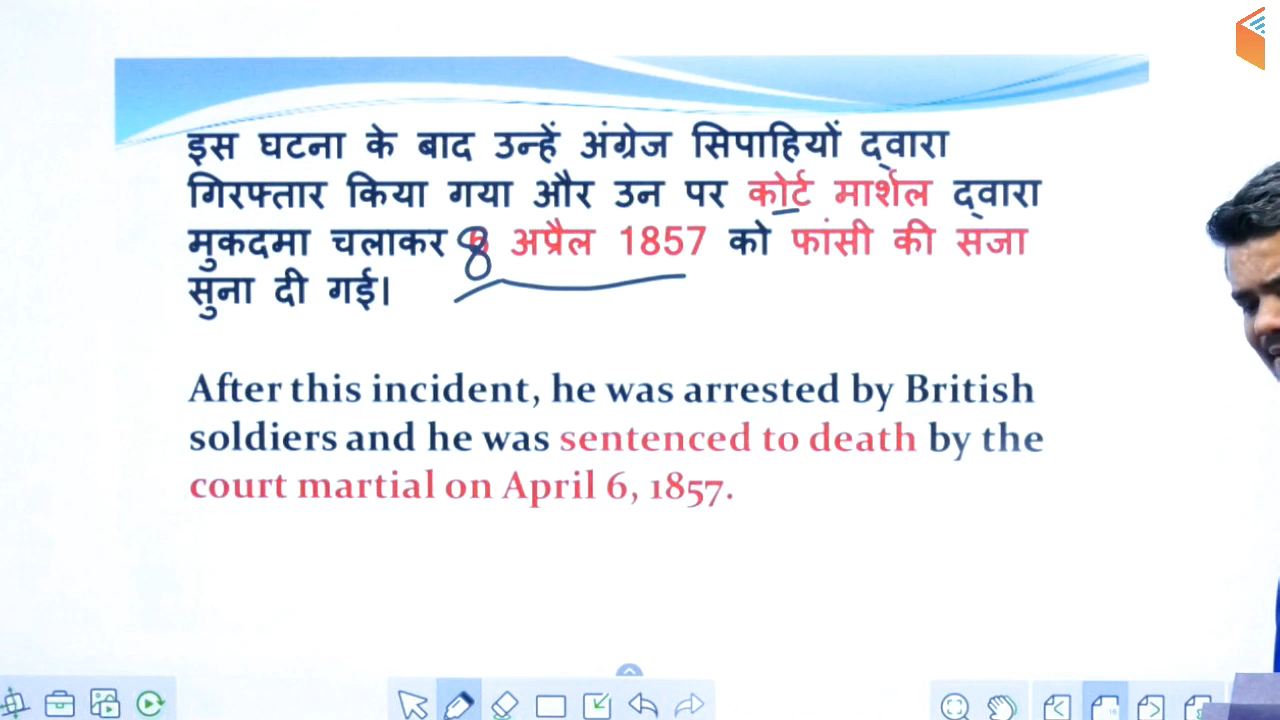 इस घटना के बाद उन्हें अंग्रेज सिपाहियों द्वारा
गिरफ्तार किया गया और उन पर कोर्ट मार्शल द्वारा
मुकदमा चलाकर 8 अप्रैल 1857 को फांसी की सजा
सुना दी गई।
After this incident, he was arrested by British
soldiers and he was sentenced to death by the
court martial on April 6, 1857.